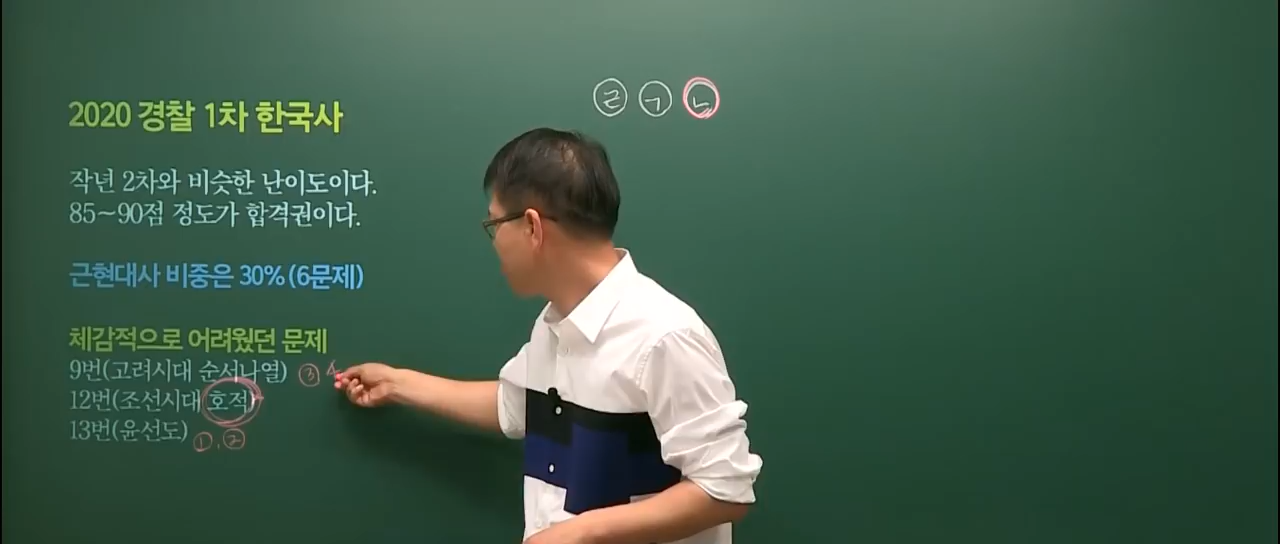 ㉣ ㉠ ㉡
2020 경찰 1차 한국사
작년 2차와 비슷한 난이도이다.
85~90점 정도가 합격권이다.
근현대사 비중은 30%(6문제)
체감적으로 어려웠던 문제
9번(고려시대 순서나열) ③
12번(조선시대 호적)
13번(윤선도) ①, ②